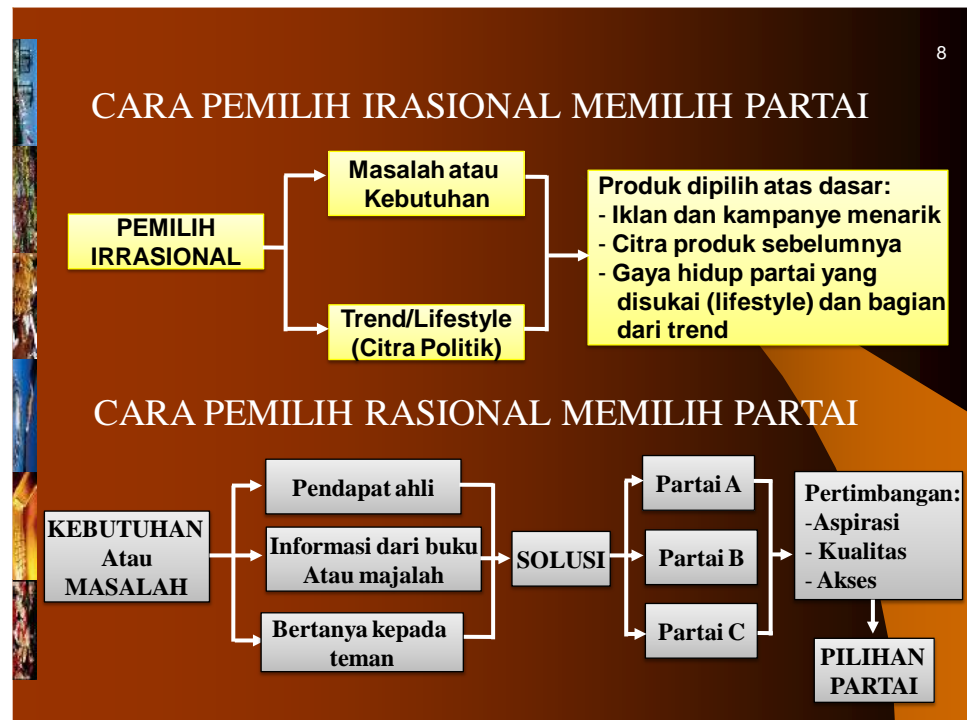 8
CARA PEMILIH IRASIONAL MEMILIH PARTAI
PEMILIH
IRRASIONAL
Masalah atau
Kebutuhan
Trend/Lifestyle
(Citra Politik)
Produk dipilih atas dasar:
- Iklan dan kampanye menarik
- Citra produk sebelumnya
- Gaya hidup partai yang
disukai (lifestyle) dan bagian
dari trend
CARA PEMILIH RASIONAL MEMILIH PARTAI
KEBUTUHAN
Atau
MASALAH
Pendapat ahli
Informasi dari buku
Atau majalah
Bertanya kepada
teman
SOLUSI
Partai A
Partai B
Partai C
Pertimbangan:
-Aspirasi
- Kualitas
- Akses
PILIHAN
PARTAI